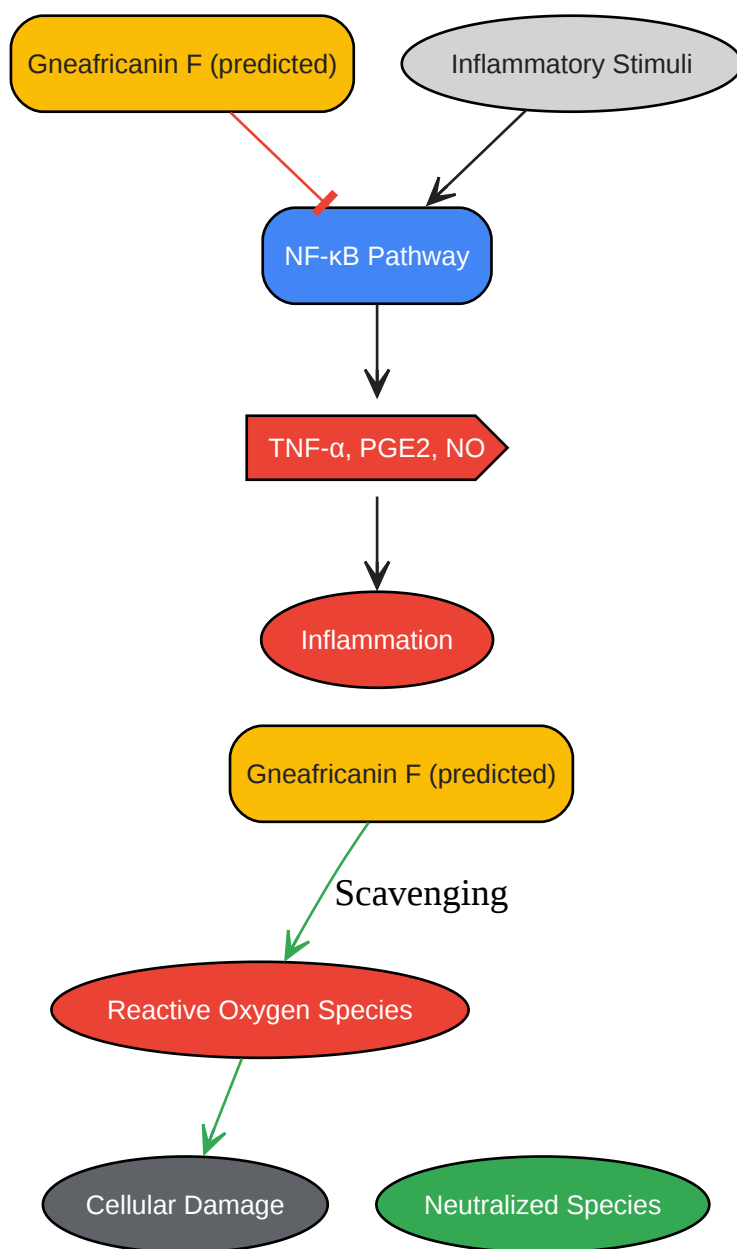 Gneafricanin F (predicted)
Inflammatory Stimuli
NF-κB Pathway
TNF-α, PGE2, NO
Inflammation
Gneafricanin F (predicted)
Scavenging
Reactive Oxygen Species
Cellular Damage
Neutralized Species